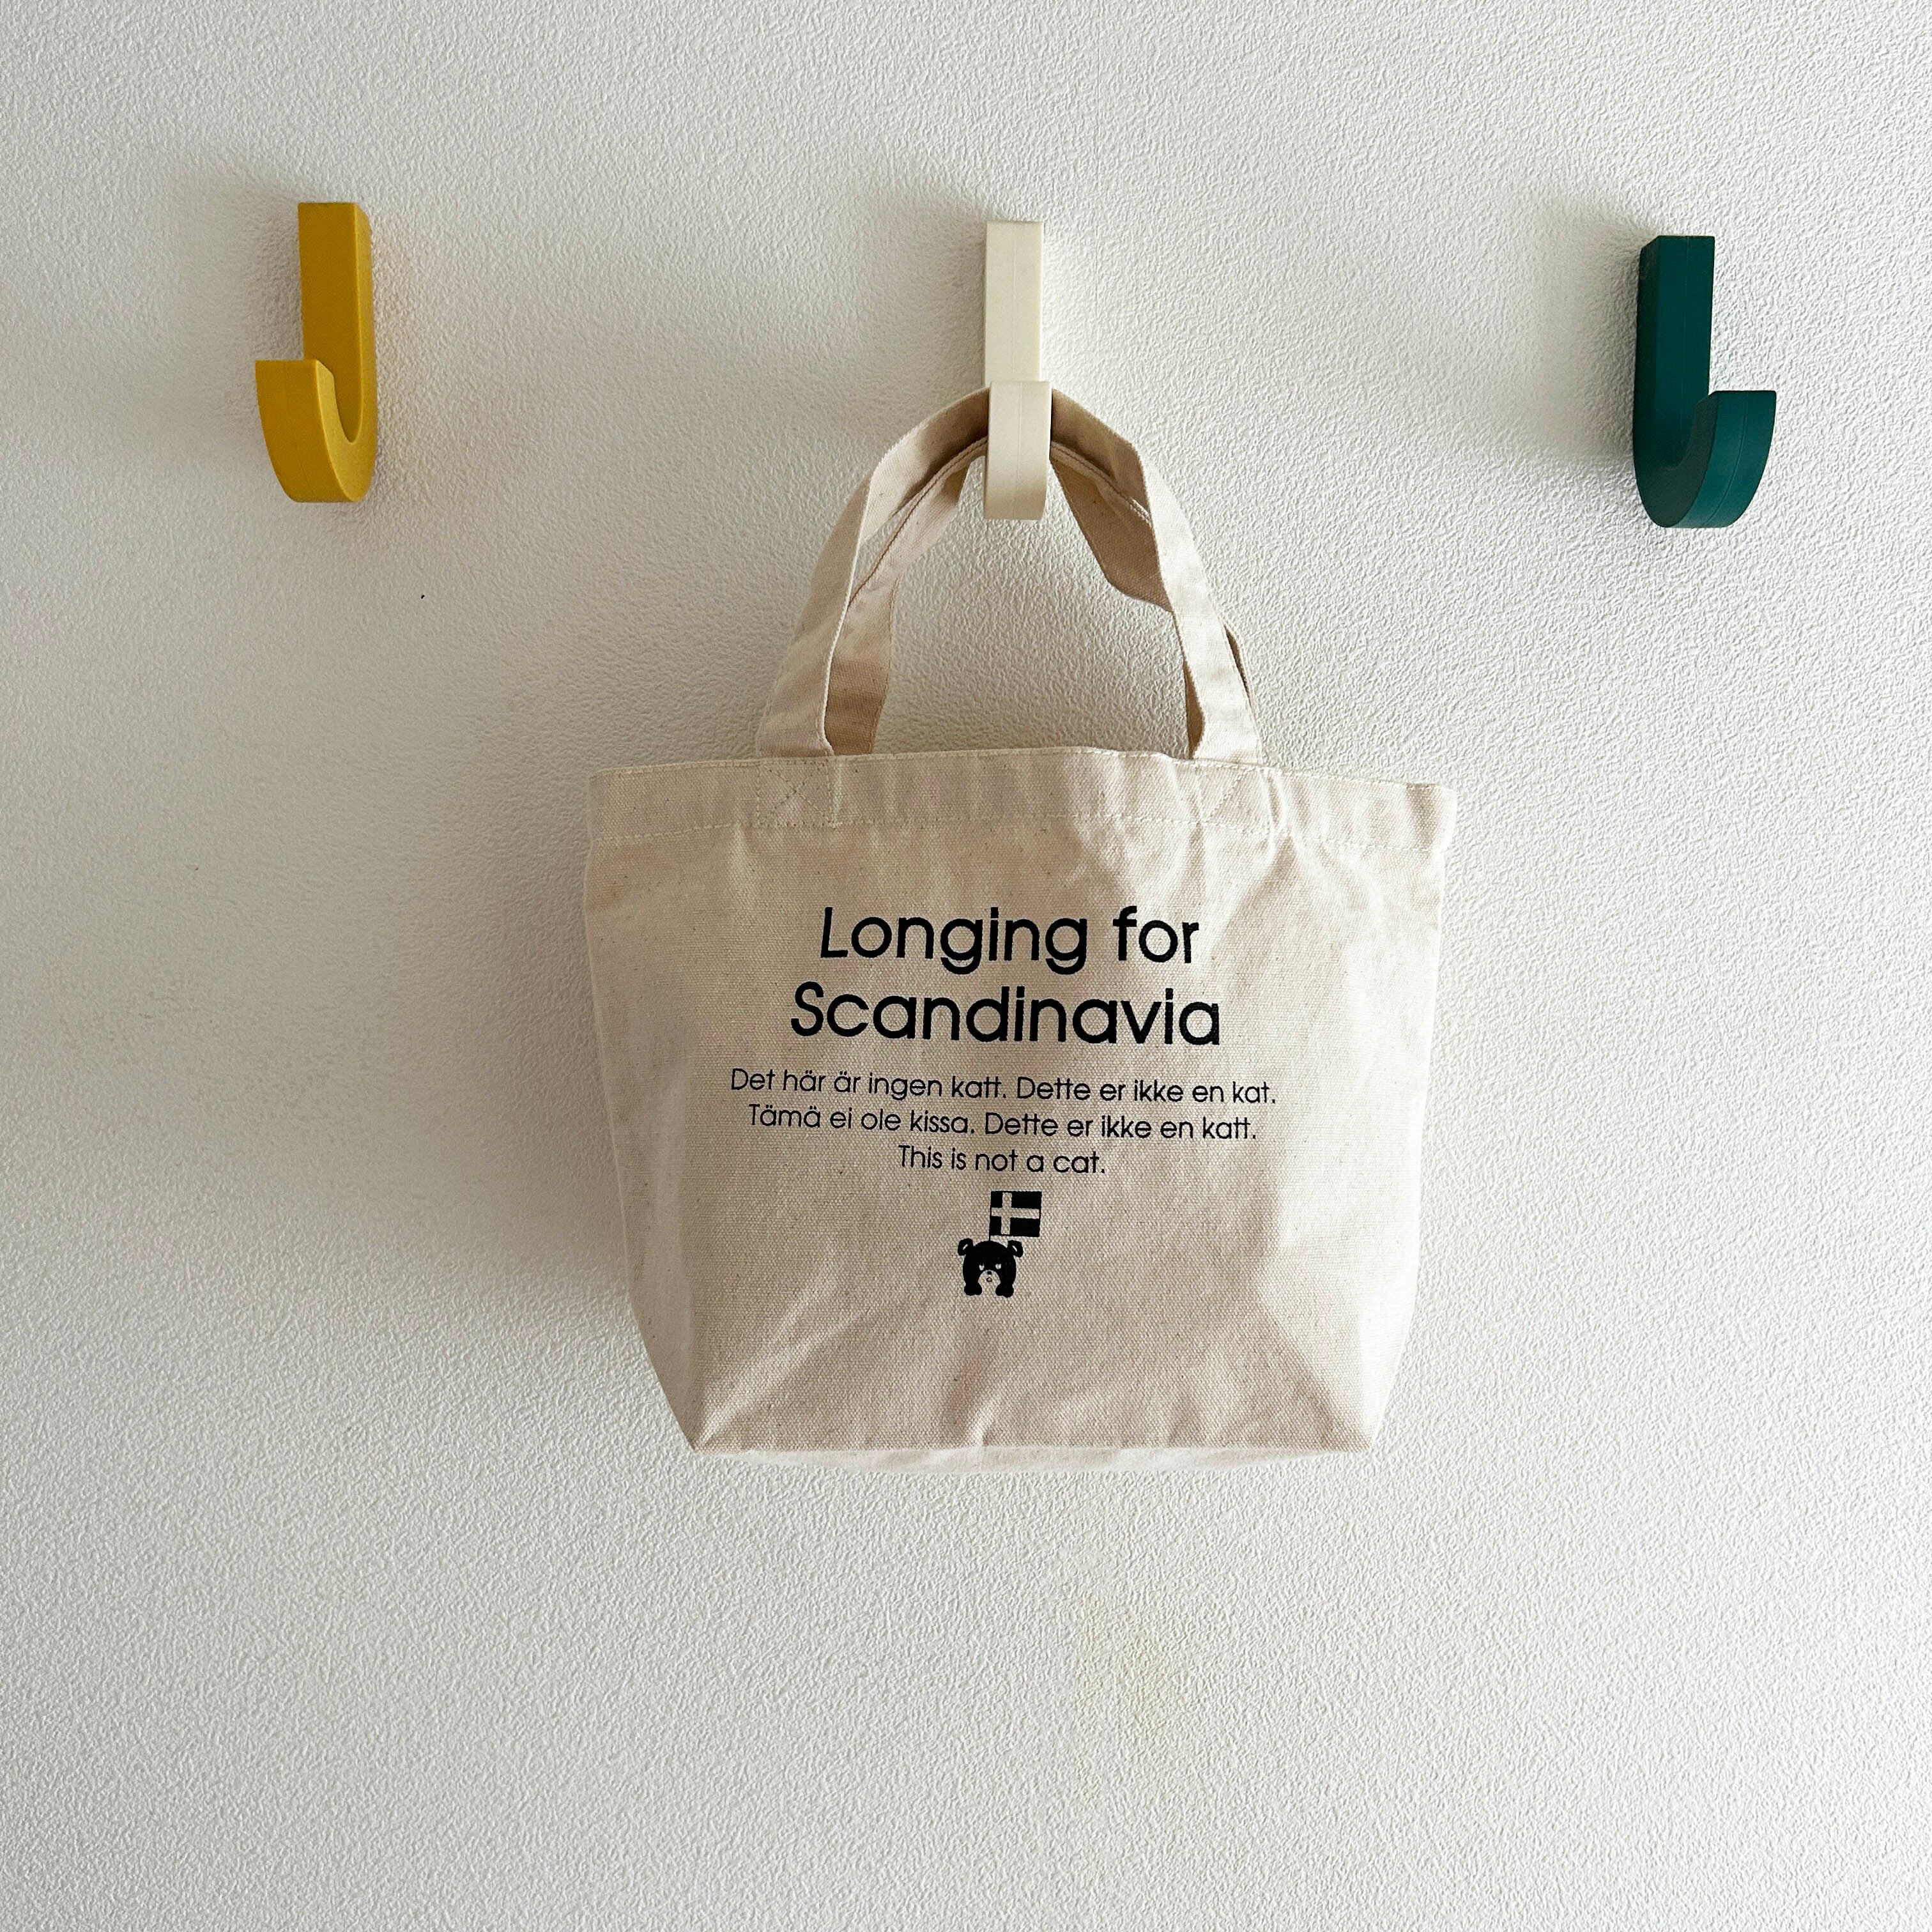 Longing for
Scandinavia
Det här är ingen katt. Dette er ikke en kat.
Tämä ei ole kissa. Dette er ikke en katt.
This is not a cat.